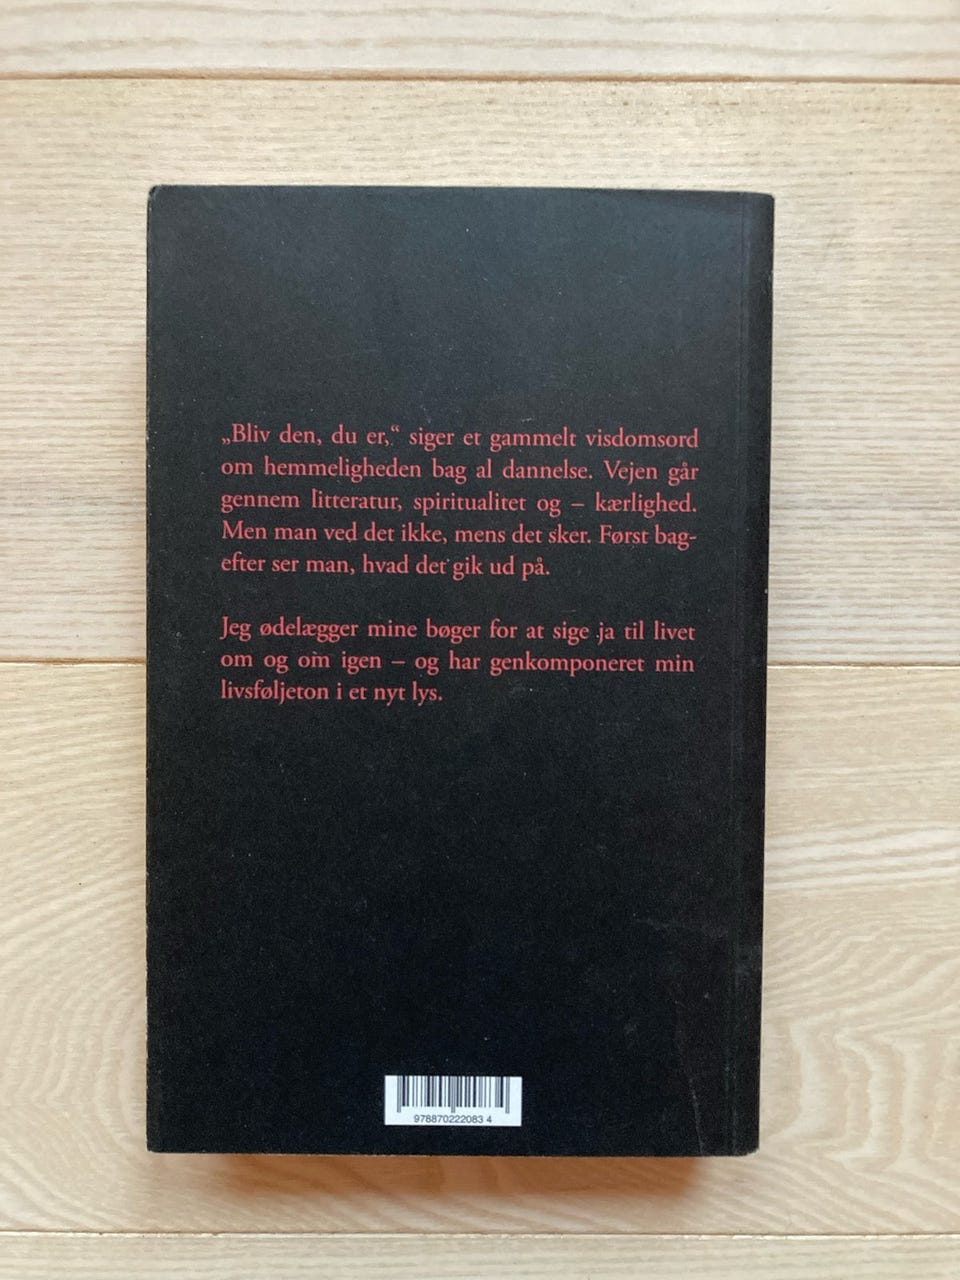 „Bliv den, du er,“ siger et gammelt visdomsord
om hemmeligheden bag al dannelse. Vejen går
gennem litteratur, spiritualitet og – kærlighed.
Men man ved det ikke, mens det sker. Først bag-
efter ser man, hvad det gik ud på.
Jeg ødelægger mine bøger for at sige ja til livet
om og om igen – og har genkomponeret min
livsføljeton i et nyt lys.
978870222083 4